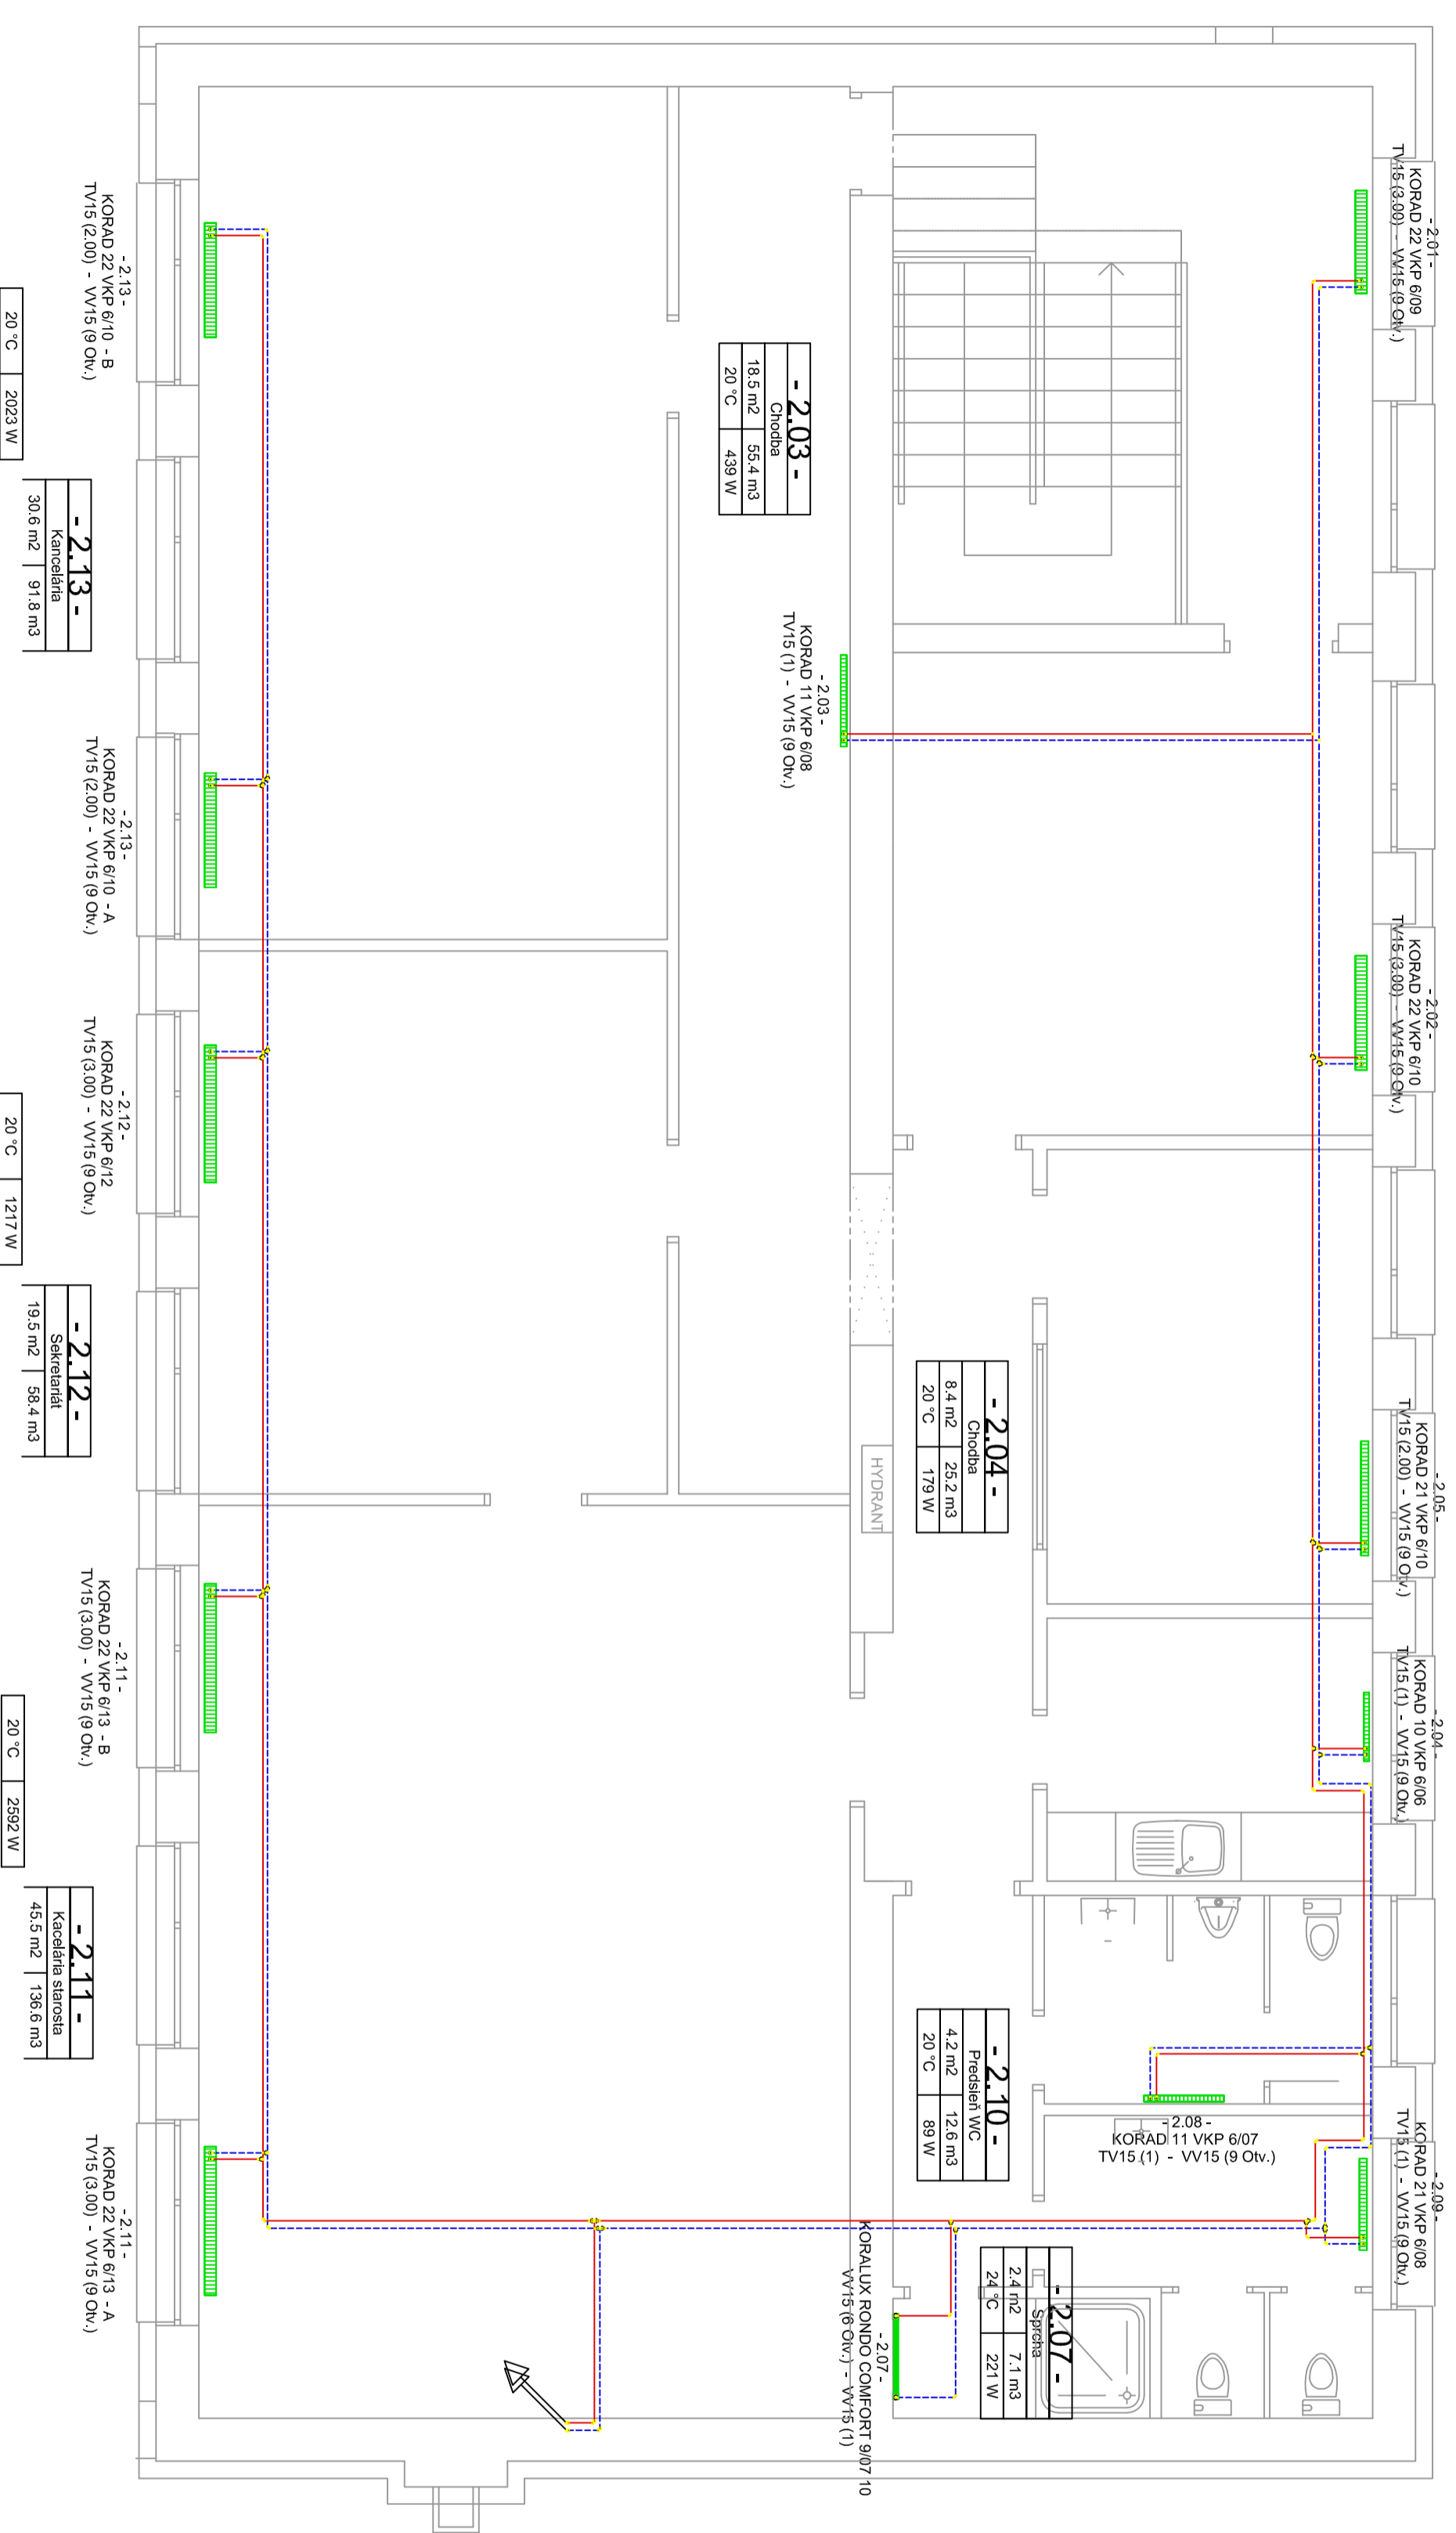 - 2.01 -
KORAD 22 VKP 6/09
TV15 (3.00) - VV15 (9 Otv.)
- 2.02 -
KORAD 22 VKP 6/10
TV15 (3.00) - VV15 (9 Otv.)
- 2.05 -
KORAD 21 VKP 6/10
TV15 (2.00) - VV15 (9 Otv.)
- 2.04 -
KORAD 10 VKP 6/06
TV15 (1) - VV15 (9 Otv.)
- 2.09 -
KORAD 21 VKP 6/08
TV15 (1) - VV15 (9 Otv.)
- 2.08 -
KORAD 11 VKP 6/07
TV15 (1) - VV15 (9 Otv.)
- 2.07 -
Sprcha
2.4 m2 7.1 m3
24 °C 221 W
- 2.04 -
Chodba
8.4 m2 25.2 m3
20 °C 179 W
- 2.10 -
Predsieň WC
4.2 m2 12.6 m3
20 °C 89 W
HYDRANT
- 2.07 -
KORALUX RONDO COMFORT 9/07 10
VV15 (6 Otv.) - VV15 (1)
- 2.03 -
Chodba
18.5 m2 55.4 m3
20 °C 439 W
- 2.03 -
KORAD 11 VKP 6/08
TV15 (1) - VV15 (9 Otv.)
- 2.13 -
KORAD 22 VKP 6/10 - B
TV15 (2.00) - VV15 (9 Otv.)
- 2.13 -
KORAD 22 VKP 6/10 - A
TV15 (2.00) - VV15 (9 Otv.)
- 2.12 -
KORAD 22 VKP 6/12
TV15 (3.00) - VV15 (9 Otv.)
- 2.11 -
KORAD 22 VKP 6/13 - B
TV15 (3.00) - VV15 (9 Otv.)
- 2.11 -
KORAD 22 VKP 6/13 - A
TV15 (3.00) - VV15 (9 Otv.)
- 2.13 -
Kancelária
30.6 m2 91.8 m3
20 °C 2023 W
- 2.12 -
Sekretariát
19.5 m2 58.4 m3
20 °C 1217 W
- 2.11 -
Kacelária starosta
45.5 m2 136.6 m3
20 °C 2592 W